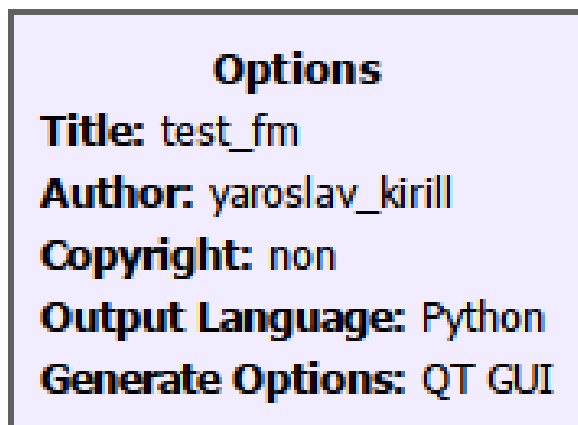 Options
Title: test_fm
Author: yaroslav_kirill
Copyright: non
Output Language: Python
Generate Options: QT GUI